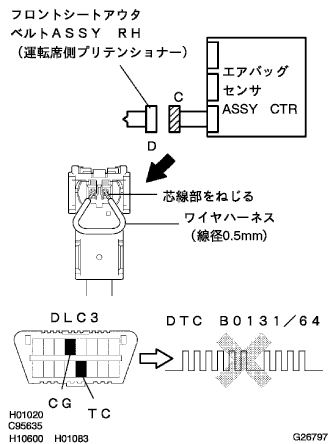 フロントシートアウタ
ベルトＡＳＳＹ　ＲＨ
（運転席側プリテンショナー）
エアバッグ
センサ
ASSY　CTR
C
D
芯線部をねじる
ワイヤハーネス
（線径0.5mm）
ＤＬＣ３
ＤＴＣ　Ｂ０１３１／６４
ＣＧ
ＴＣ
H01020
C95635
H10600　H01083
G26797